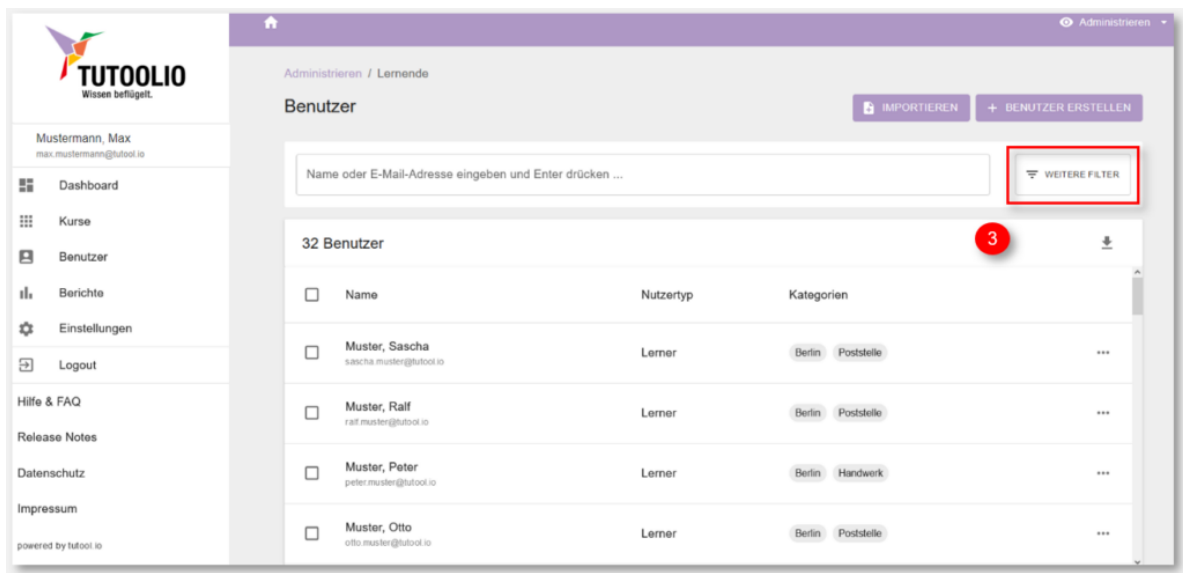 TUTOOLIO
Wissen beflügelt.
Mustermann, Max
max.mustermann@tutool.io
Dashboard
Kurse
Benutzer
Berichte
Einstellungen
Logout
Hilfe & FAQ
Release Notes
Datenschutz
Impressum
powered by tutool.io
Administrieren
Administrieren / Lernende
Benutzer
IMPORTIEREN
+ BENUTZER ERSTELLEN
Name oder E-Mail-Adresse eingeben und Enter drücken ...
WEITERE FILTER
3
32 Benutzer
Name Nutzertyp Kategorien
Muster, Sascha Lerner Berlin Poststelle
sascha.muster@tutool.io
Muster, Ralf Lerner Berlin Poststelle
ralf.muster@tutool.io
Muster, Peter Lerner Berlin Handwerk
peter.muster@tutool.io
Muster, Otto Lerner Berlin Poststelle
otto.muster@tutool.io